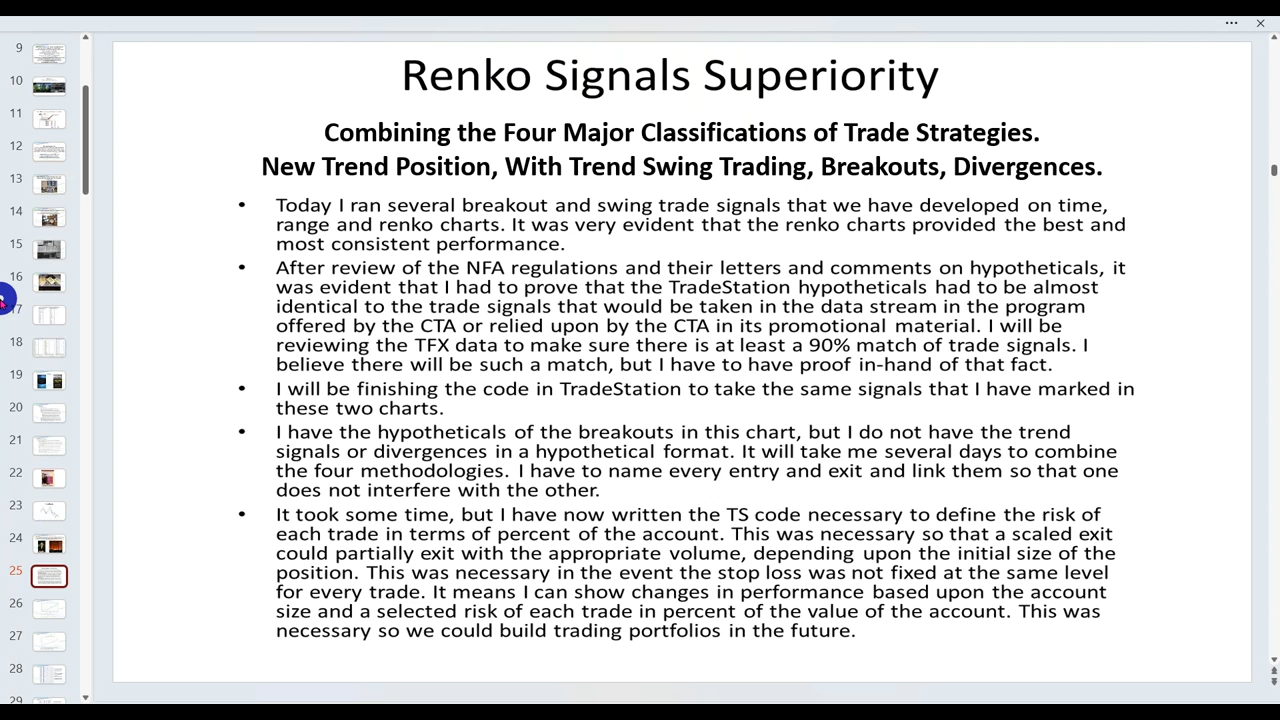 Renko Signals Superiority
Combining the Four Major Classifications of Trade Strategies.
New Trend Position, With Trend Swing Trading, Breakouts, Divergences.
• Today I ran several breakout and swing trade signals that we have developed on time,
range and renko charts. It was very evident that the renko charts provided the best and
most consistent performance.
• After review of the NFA regulations and their letters and comments on hypotheticals, it
was evident that I had to prove that the TradeStation hypotheticals had to be almost
identical to the trade signals that would be taken in the data stream in the program
offered by the CTA or relied upon by the CTA in its promotional material. I will be
reviewing the TFX data to make sure there is at least a 90% match of trade signals. I
believe there will be such a match, but I have to have proof in-hand of that fact.
• I will be finishing the code in TradeStation to take the same signals that I have marked in
these two charts.
• I have the hypotheticals of the breakouts in this chart, but I do not have the trend
signals or divergences in a hypothetical format. It will take me several days to combine
the four methodologies. I have to name every entry and exit and link them so that one
does not interfere with the other.
• It took some time, but I have now written the TS code necessary to define the risk of
each trade in terms of percent of the account. This was necessary so that a scaled exit
could partially exit with the appropriate volume, depending upon the initial size of the
position. This was necessary in the event the stop loss was not fixed at the same level
for every trade. It means I can show changes in performance based upon the account
size and a selected risk of each trade in percent of the value of the account. This was
necessary so we could build trading portfolios in the future.
9
10
11
12
16
19
21
22
23
24
25
26
27
28
29